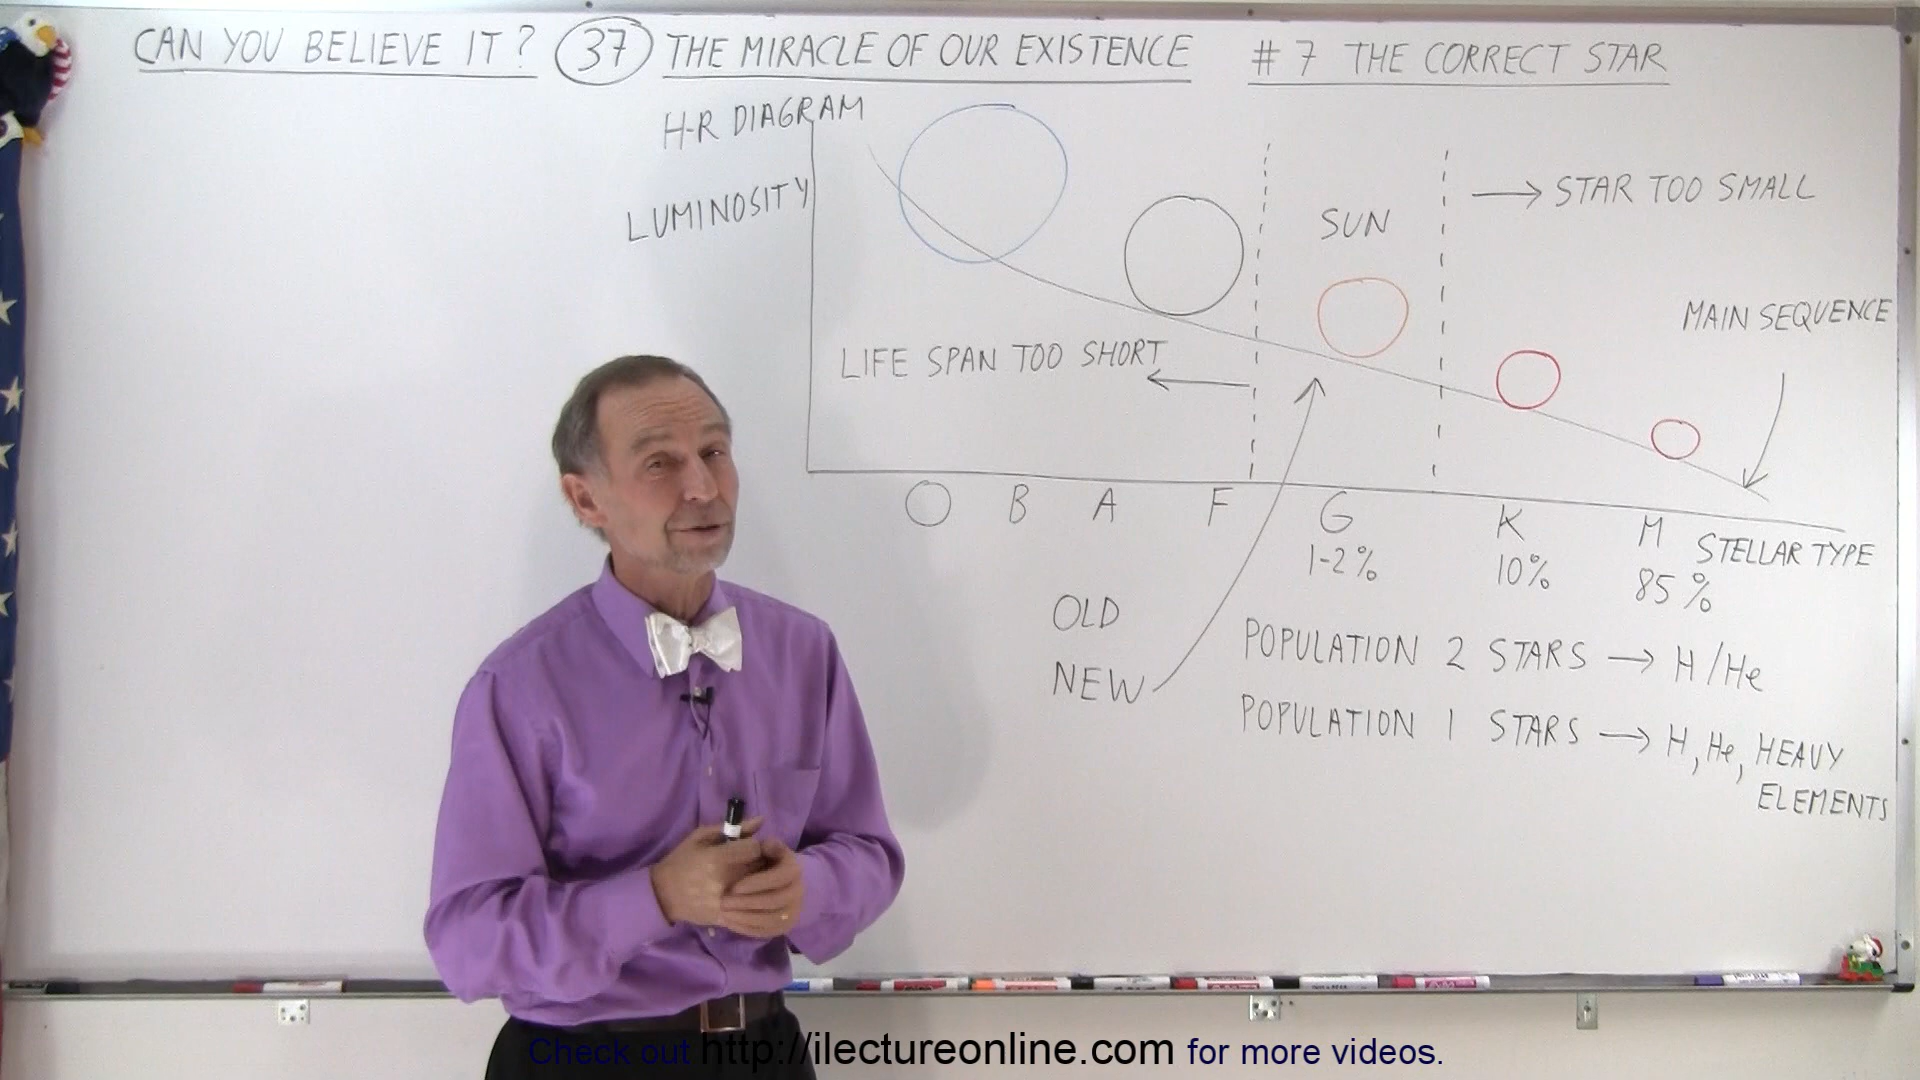 CAN YOU BELIEVE IT? 37 THE MIRACLE OF OUR EXISTENCE # 7 THE CORRECT STAR
H-R DIAGRAM
LUMINOSITY
SUN
→ STAR TOO SMALL
MAIN SEQUENCE
LIFE SPAN TOO SHORT
O B A F G K M STELLAR TYPE
1-2% 10% 85%
OLD POPULATION 2 STARS → H/He
NEW POPULATION 1 STARS → H, He, HEAVY
ELEMENTS
Check out http://ilectureonline.com for more videos.